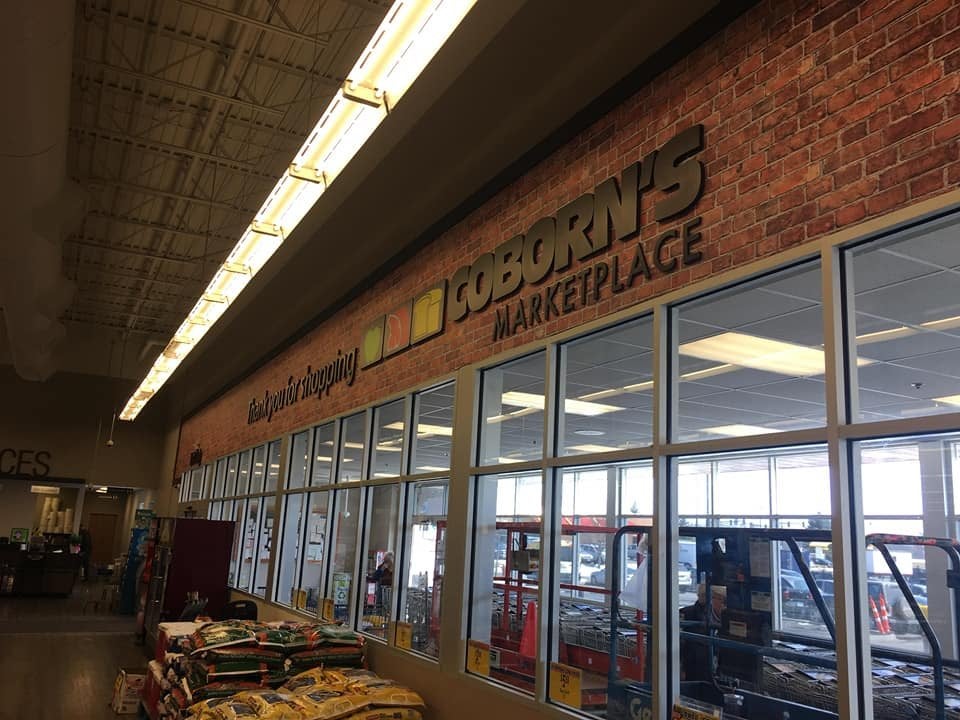 Thank you for shopping
COBORN'S
MARKETPLACE
CES